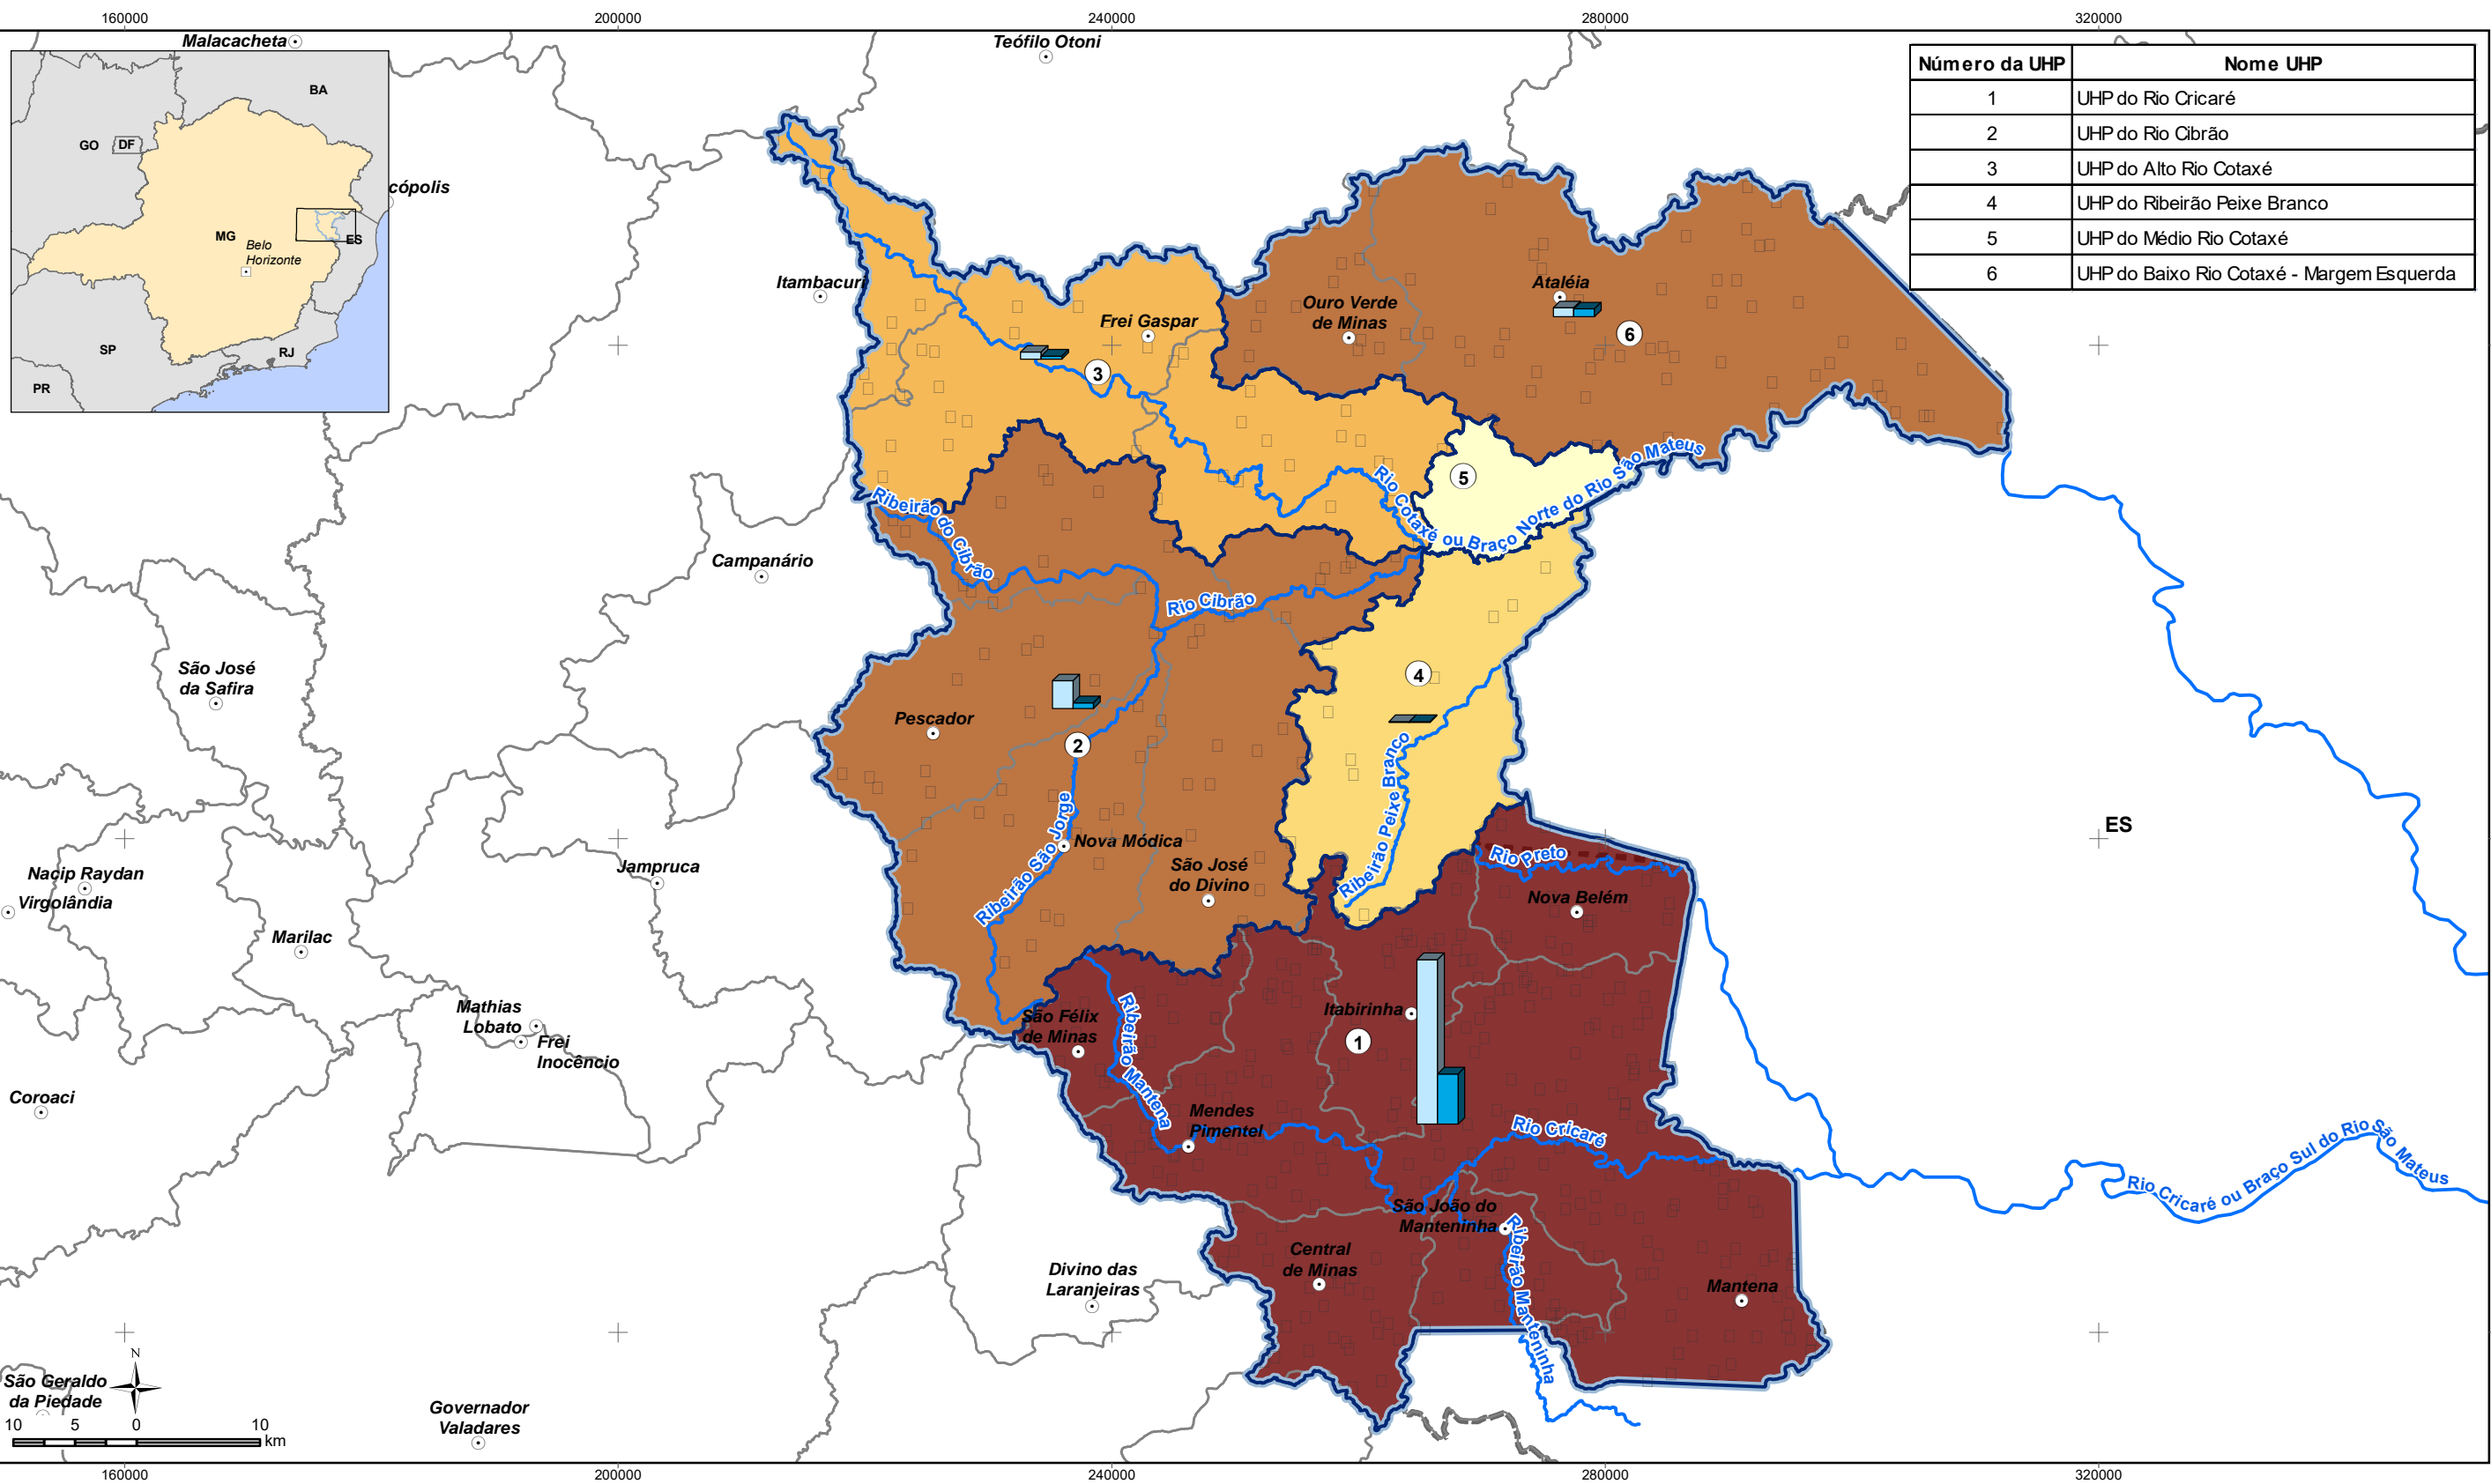 160000
200000
240000
280000
320000
Malacacheta
Teófilo Otoni
BA
GO
DF
MG
Belo
Horizonte
ES
SP
RJ
PR
cópolis
Número da UHP Nome UHP
1 UHP do Rio Cricaré
2 UHP do Rio Cibrão
3 UHP do Alto Rio Cotaxé
4 UHP do Ribeirão Peixe Branco
5 UHP do Médio Rio Cotaxé
6 UHP do Baixo Rio Cotaxé - Margem Esquerda
Itambacuri
Frei Gaspar
Ouro Verde
de Minas
Ataléia
6
3
5
Rio Cotaxé ou Braço Norte do Rio São Mateus
Ribeirão do Cibrão
Campanário
Rio Cibrão
São José
da Safira
4
Pescador
2
Ribeirão Peixe Branco
Ribeirão São Jorge
Nova Módica
ES
Rio Preto
Jampruca
São José
do Divino
Nova Belém
Nacip Raydan
Virgolândia
Marilac
Mathias
Lobato
Frei
Inocêncio
São Félix
de Minas
Ribeirão Mantena
Itabirinha
1
Coroaci
Mendes
Pimentel
Rio Cricaré
Rio Cricaré ou Braço Sul do Rio São Mateus
São João do
Manteninha
Ribeirão Manteninha
Central
de Minas
Divino das
Laranjeiras
Mantena
N
São Geraldo
da Piedade
Governador
Valadares
10 5 0 10
km
160000
200000
240000
280000
320000